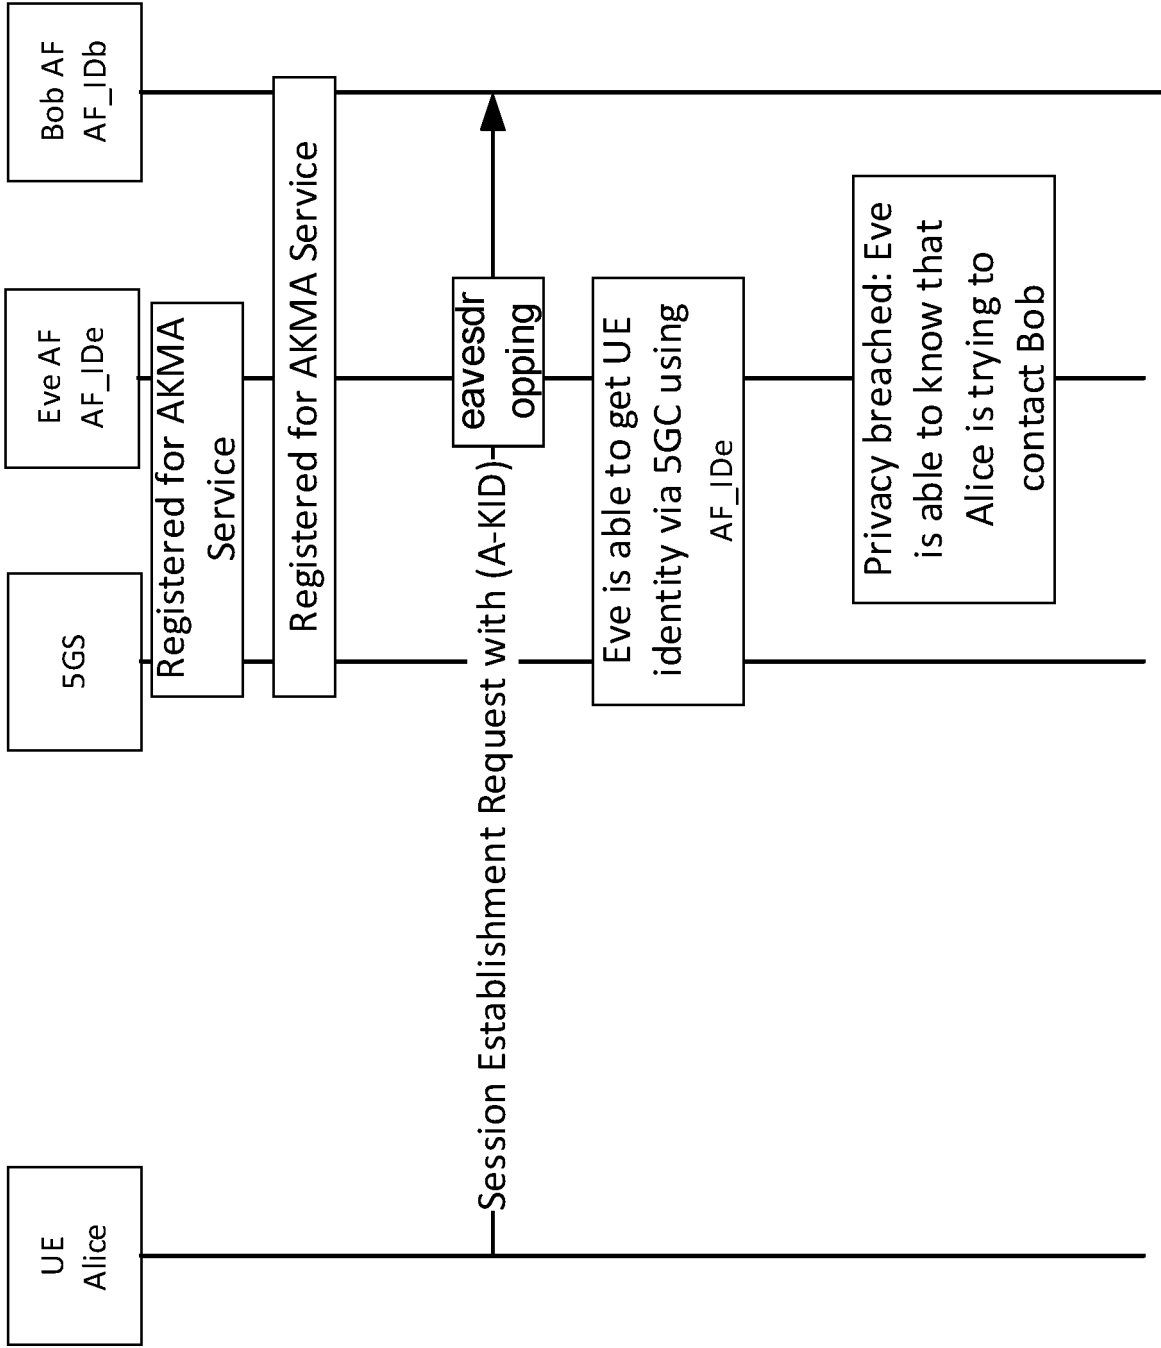 UE
Alice
5GS
Eve AF
AF_IDe
Bob AF
AF_IDb
Registered for AKMA
Service
Registered for AKMA Service
Session Establishment Request with (A-KID)
eavesdr
opping
Eve is able to get UE
identity via 5GC using
AF_IDe
Privacy breached: Eve
is able to know that
Alice is trying to
contact Bob